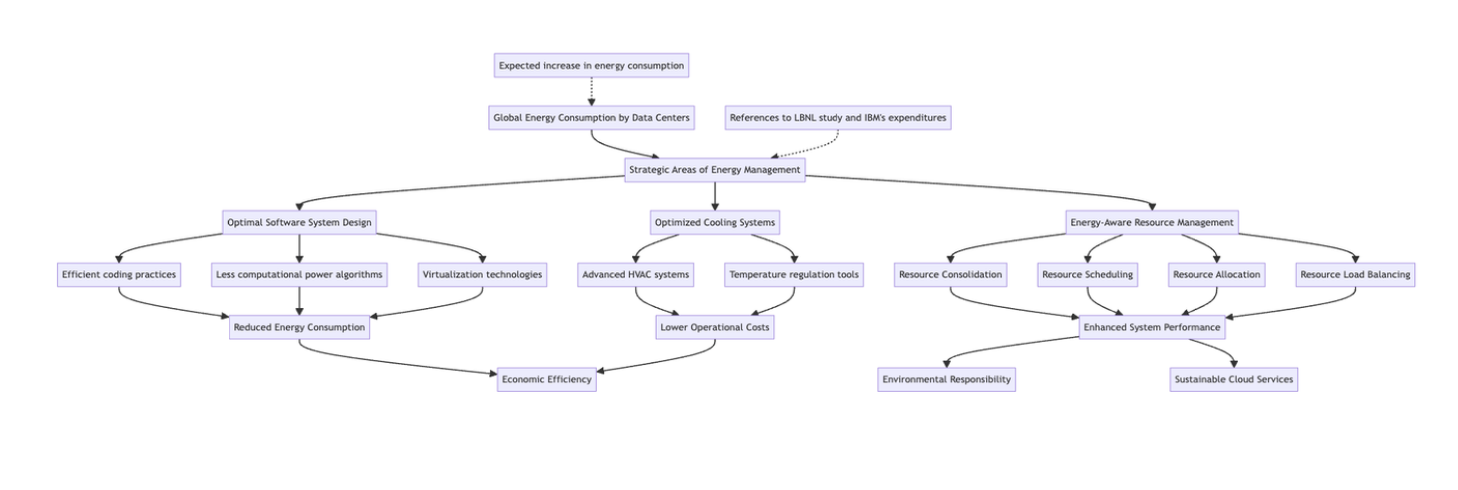 Expected increase in energy consumption
Global Energy Consumption by Data Centers
References to LBNL study and IBM's expenditures
Strategic Areas of Energy Management
Optimal Software System Design
Optimized Cooling Systems
Energy-Aware Resource Management
Efficient coding practices
Less computational power algorithms
Virtualization technologies
Advanced HVAC systems
Temperature regulation tools
Resource Consolidation
Resource Scheduling
Resource Allocation
Resource Load Balancing
Reduced Energy Consumption
Lower Operational Costs
Enhanced System Performance
Economic Efficiency
Environmental Responsibility
Sustainable Cloud Services